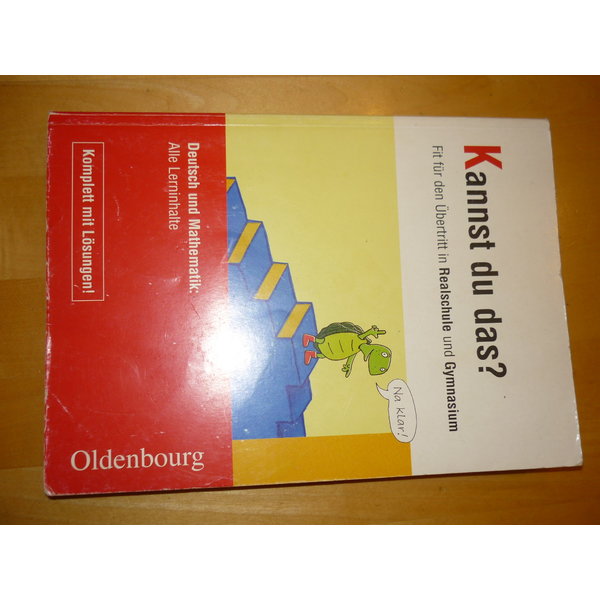 Kannst du das?
Fit für den Übertritt in Realschule und Gymnasium
Na klar!
Deutsch und Mathematik:
Alle Lerninhalte
Komplett mit Lösungen!
Oldenbourg